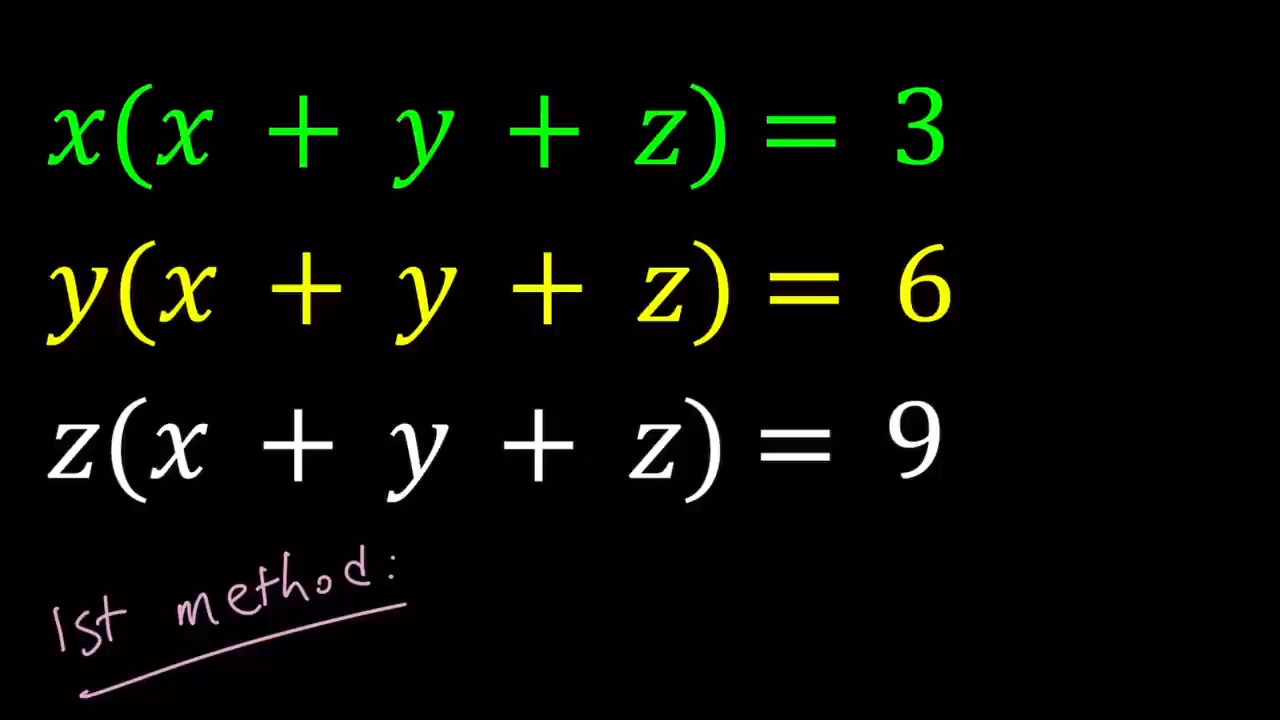 x(x + y + z) = 3
y(x + y + z) = 6
z(x + y + z) = 9
1st method: